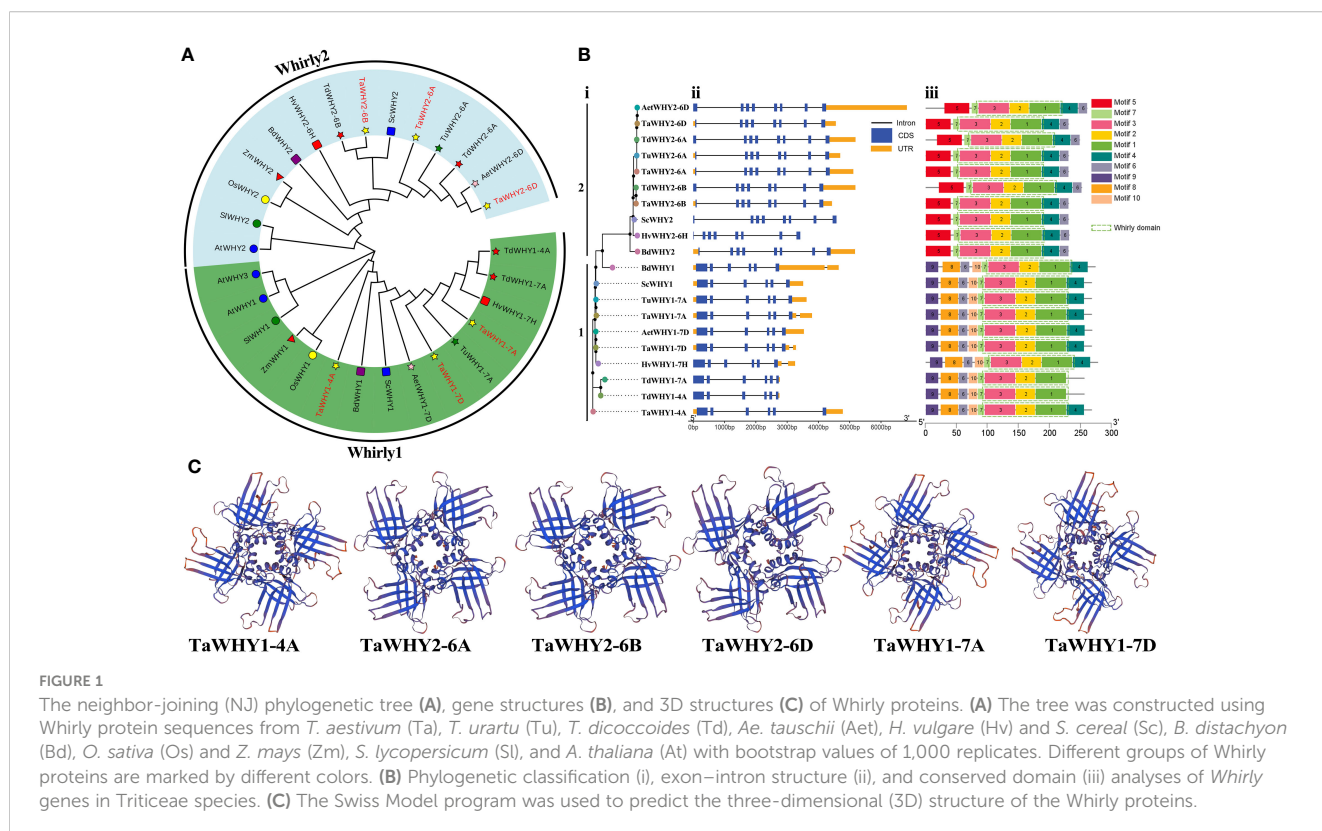 A
Whirly2
TaWHY2-6B
TdWHY2-6B
HvWHY2-6H
BdWHY2
ZmWHY2
OsWHY2
SlWHY2
AtWHY2
ScWHY2
TaWHY2-6A
TuWHY2-6A
TdWHY2-6A
AetWHY2-6D
TaWHY2-6D
AtWHY3
AtWHY1
SlWHY1
ZmWHY1
OsWHY1
TaWHY1-4A
BdWHY1
ScWHY1
AetWHY1-7D
TaWHY1-7D
TuWHY1-7A
TaWHY1-7A
HvWHY1-7H
TdWHY1-7A
TdWHY1-4A
Whirly1
B
i
ii
iii
2
1
AetWHY2-6D
TaWHY2-6D
TdWHY2-6A
TuWHY2-6A
TaWHY2-6A
TdWHY2-6B
TaWHY2-6B
ScWHY2
HvWHY2-6H
BdWHY2
BdWHY1
ScWHY1
TuWHY1-7A
TaWHY1-7A
AetWHY1-7D
TaWHY1-7D
HvWHY1-7H
TdWHY1-7A
TdWHY1-4A
TaWHY1-4A
Intron
CDS
UTR
5'
3'
0bp 1000bp 2000bp 3000bp 4000bp 5000bp 6000bp
Motif 5
Motif 7
Motif 3
Motif 2
Motif 1
Motif 4
Motif 6
Motif 9
Motif 8
Motif 10
Whirly domain
5'
3'
0 50 100 150 200 250 300
C
TaWHY1-4A
TaWHY2-6A
TaWHY2-6B
TaWHY2-6D
TaWHY1-7A
TaWHY1-7D
FIGURE 1
The neighbor-joining (NJ) phylogenetic tree (A), gene structures (B), and 3D structures (C) of Whirly proteins. (A) The tree was constructed using
Whirly protein sequences from T. aestivum (Ta), T. urartu (Tu), T. dicoccoides (Td), Ae. tauschii (Aet), H. vulgare (Hv) and S. cereal (Sc), B. distachyon
(Bd), O. sativa (Os) and Z. mays (Zm), S. lycopersicum (Sl), and A. thaliana (At) with bootstrap values of 1,000 replicates. Different groups of Whirly
proteins are marked by different colors. (B) Phylogenetic classification (i), exon–intron structure (ii), and conserved domain (iii) analyses of Whirly
genes in Triticeae species. (C) The Swiss Model program was used to predict the three-dimensional (3D) structure of the Whirly proteins.